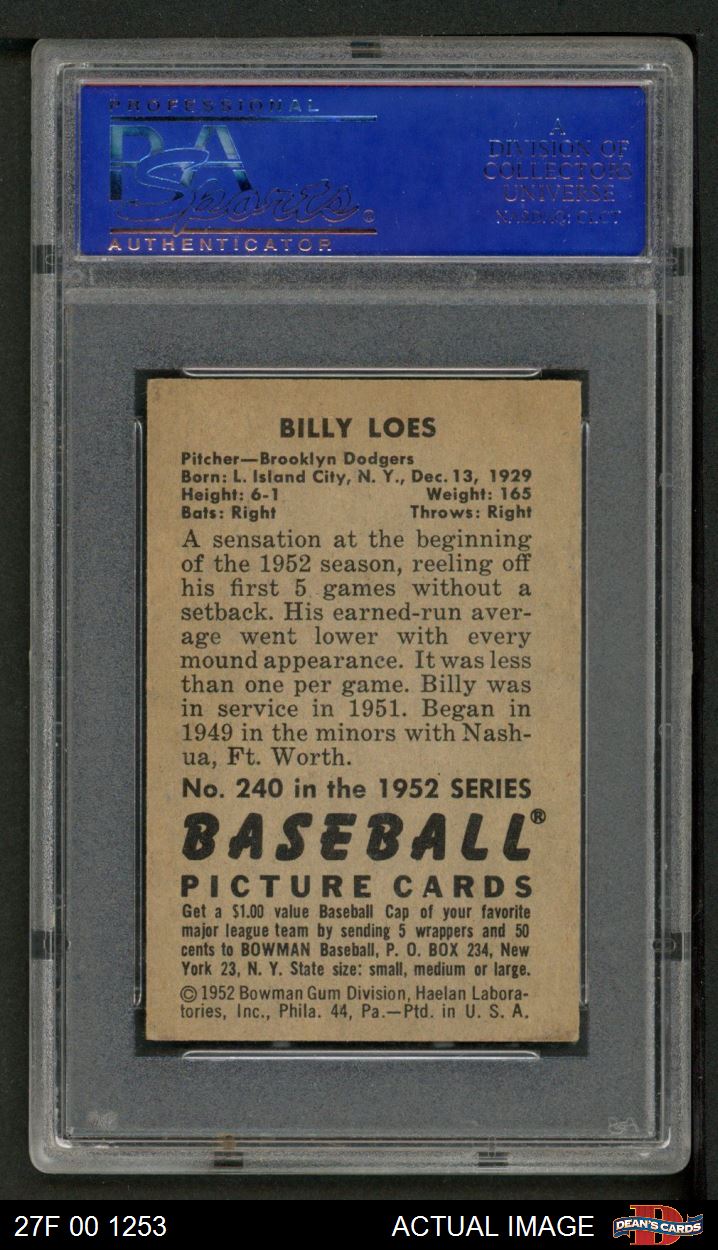 PROFESSIONAL
PSA
Sports
AUTHENTICATOR
A
DIVISION OF
COLLECTORS
UNIVERSE
NASDAQ: CLCT
BILLY LOES
Pitcher—Brooklyn Dodgers
Born: L. Island City, N. Y., Dec. 13, 1929
Height: 6-1 Weight: 165
Bats: Right Throws: Right
A sensation at the beginning
of the 1952 season, reeling off
his first 5 games without a
setback. His earned-run aver-
age went lower with every
mound appearance. It was less
than one per game. Billy was
in service in 1951. Began in
1949 in the minors with Nash-
ua, Ft. Worth.
No. 240 in the 1952 SERIES
BASEBALL®
PICTURE CARDS
Get a $1.00 value Baseball Cap of your favorite
major league team by sending 5 wrappers and 50
cents to BOWMAN Baseball, P. O. BOX 234, New
York 23, N. Y. State size: small, medium or large.
© 1952 Bowman Gum Division, Haelan Labora-
tories, Inc., Phila. 44, Pa.—Ptd. in U. S. A.
PSA
27F 00 1253 ACTUAL IMAGE DEAN'S CARDS